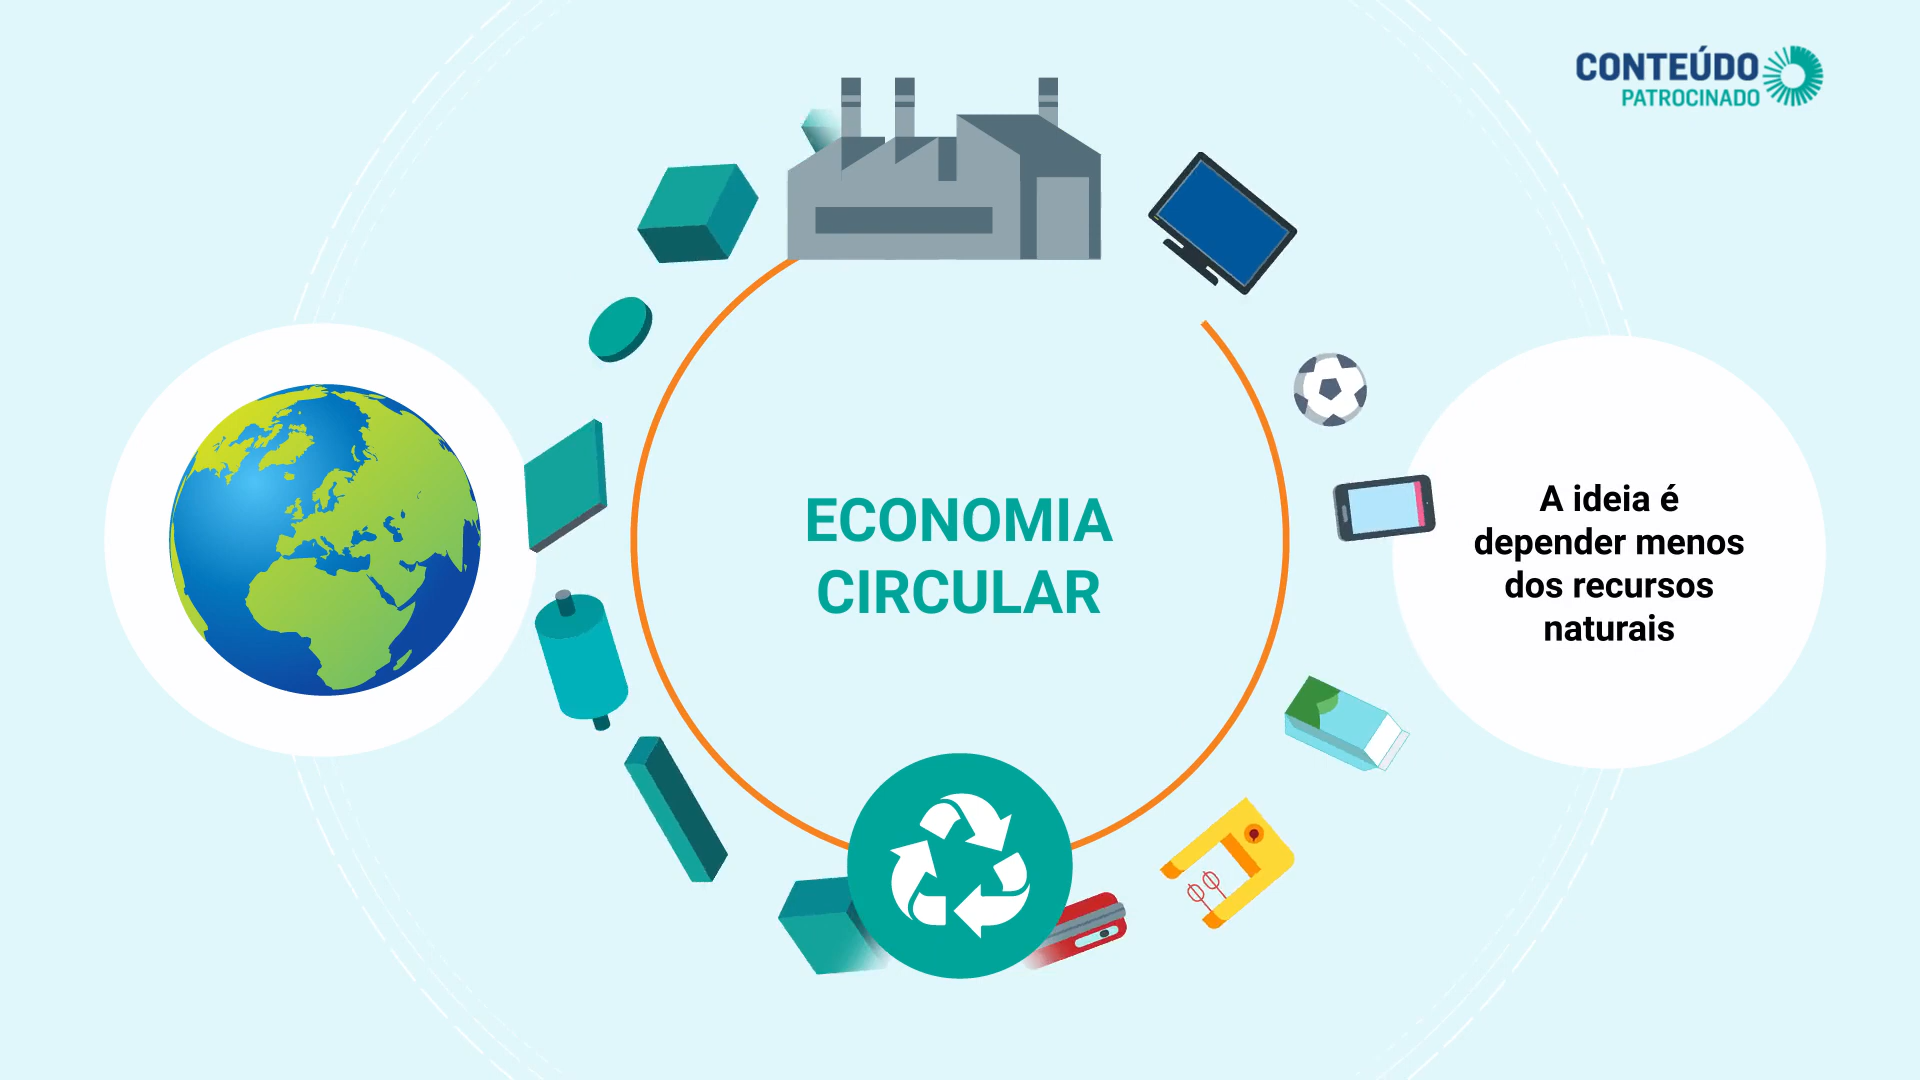 CONTEÚDO
PATROCINADO
ECONOMIA
CIRCULAR
A ideia é
depender menos
dos recursos
naturais